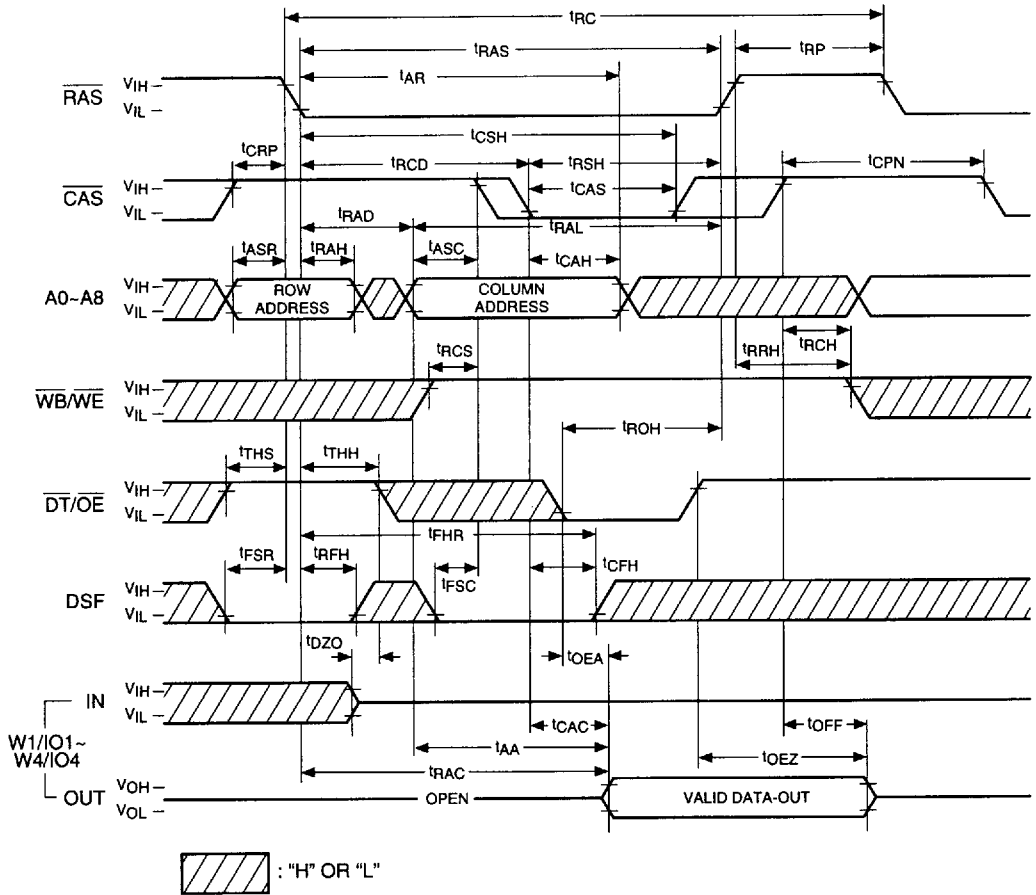 tRC
tRAS
tRP
tAR
RAS
VIH
VIL
tCSH
tCRP
tRCD
tRSH
tCPN
CAS
VIH
VIL
tCAS
tRAD
tRAL
tASR
tRAH
tASC
tCAH
A0~A8
VIH
VIL
ROW ADDRESS
COLUMN ADDRESS
tRCS
tRCH
tRRH
WB/WE
VIH
VIL
tROH
tTHS
tTHH
DT/OE
VIH
VIL
tFHR
tFSR
tRFH
tFSC
tCFH
DSF
VIH
VIL
tDZO
tOEA
IN
VIH
VIL
W1/IO1~
W4/IO4
tCAC
tOFF
tAA
tOEZ
tRAC
OUT
VOH
VOL
OPEN
VALID DATA-OUT
: "H" OR "L"